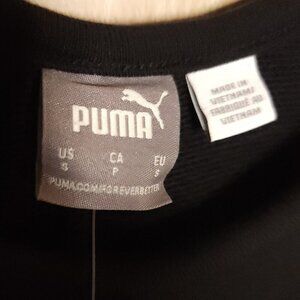 PUMA
US CA EU
S P S
PUMA.COM/FOREVERBETTER
MADE IN
VIETNAM/
FABRIQUÉ AU
VIETNAM